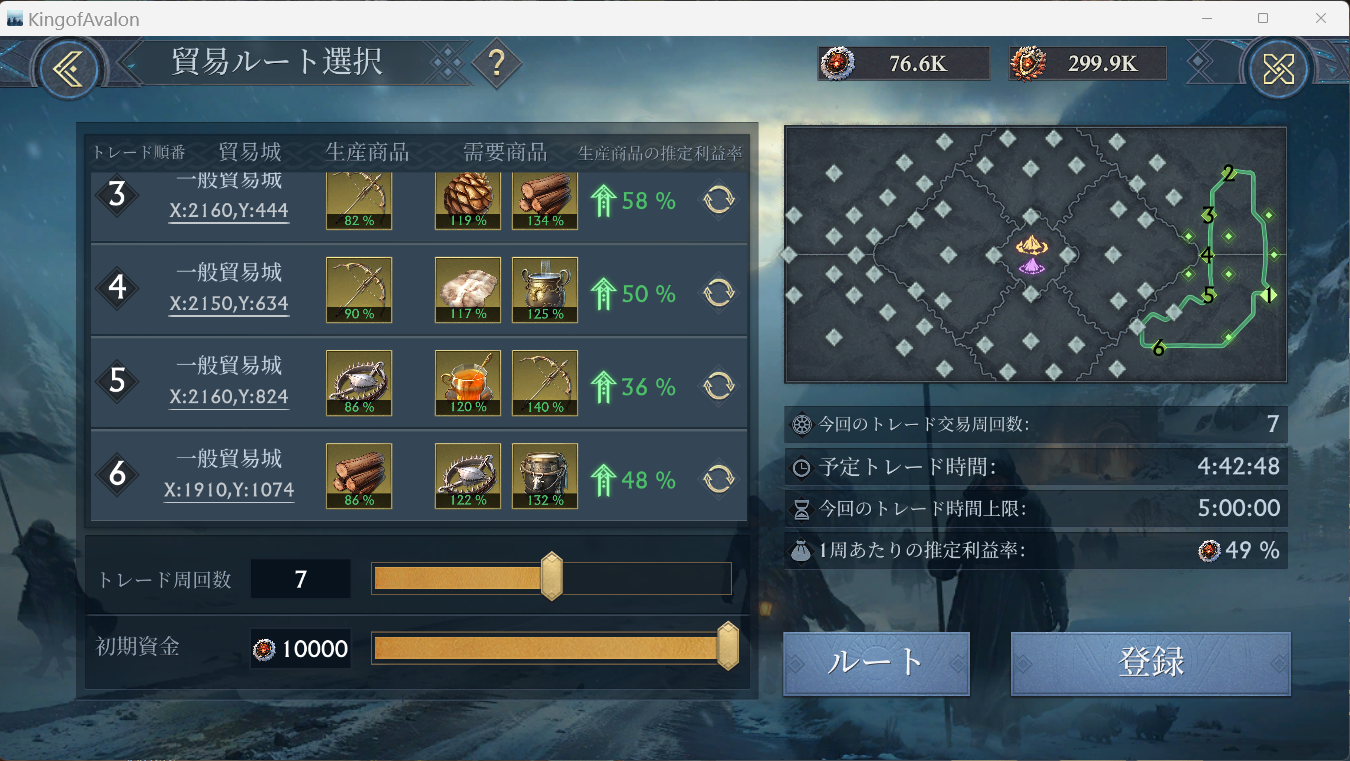 KingofAvalon
貿易ルート選択 ? 76.6K 299.9K
トレード順番 貿易城 生産商品 需要商品 生産商品の推定利益率
3 一般貿易城 X:2160,Y:444 82 % 119 % 134 % 58 %
4 一般貿易城 X:2150,Y:634 90 % 117 % 125 % 50 %
5 一般貿易城 X:2160,Y:824 86 % 120 % 140 % 36 %
6 一般貿易城 X:1910,Y:1074 86 % 122 % 132 % 48 %
トレード周回数 7
初期資金 10000
2
3
4
5 1
6
今回のトレード交易周回数: 7
予定トレード時間: 4:42:48
今回のトレード時間上限: 5:00:00
1周あたりの推定利益率: 49 %
ルート 登録